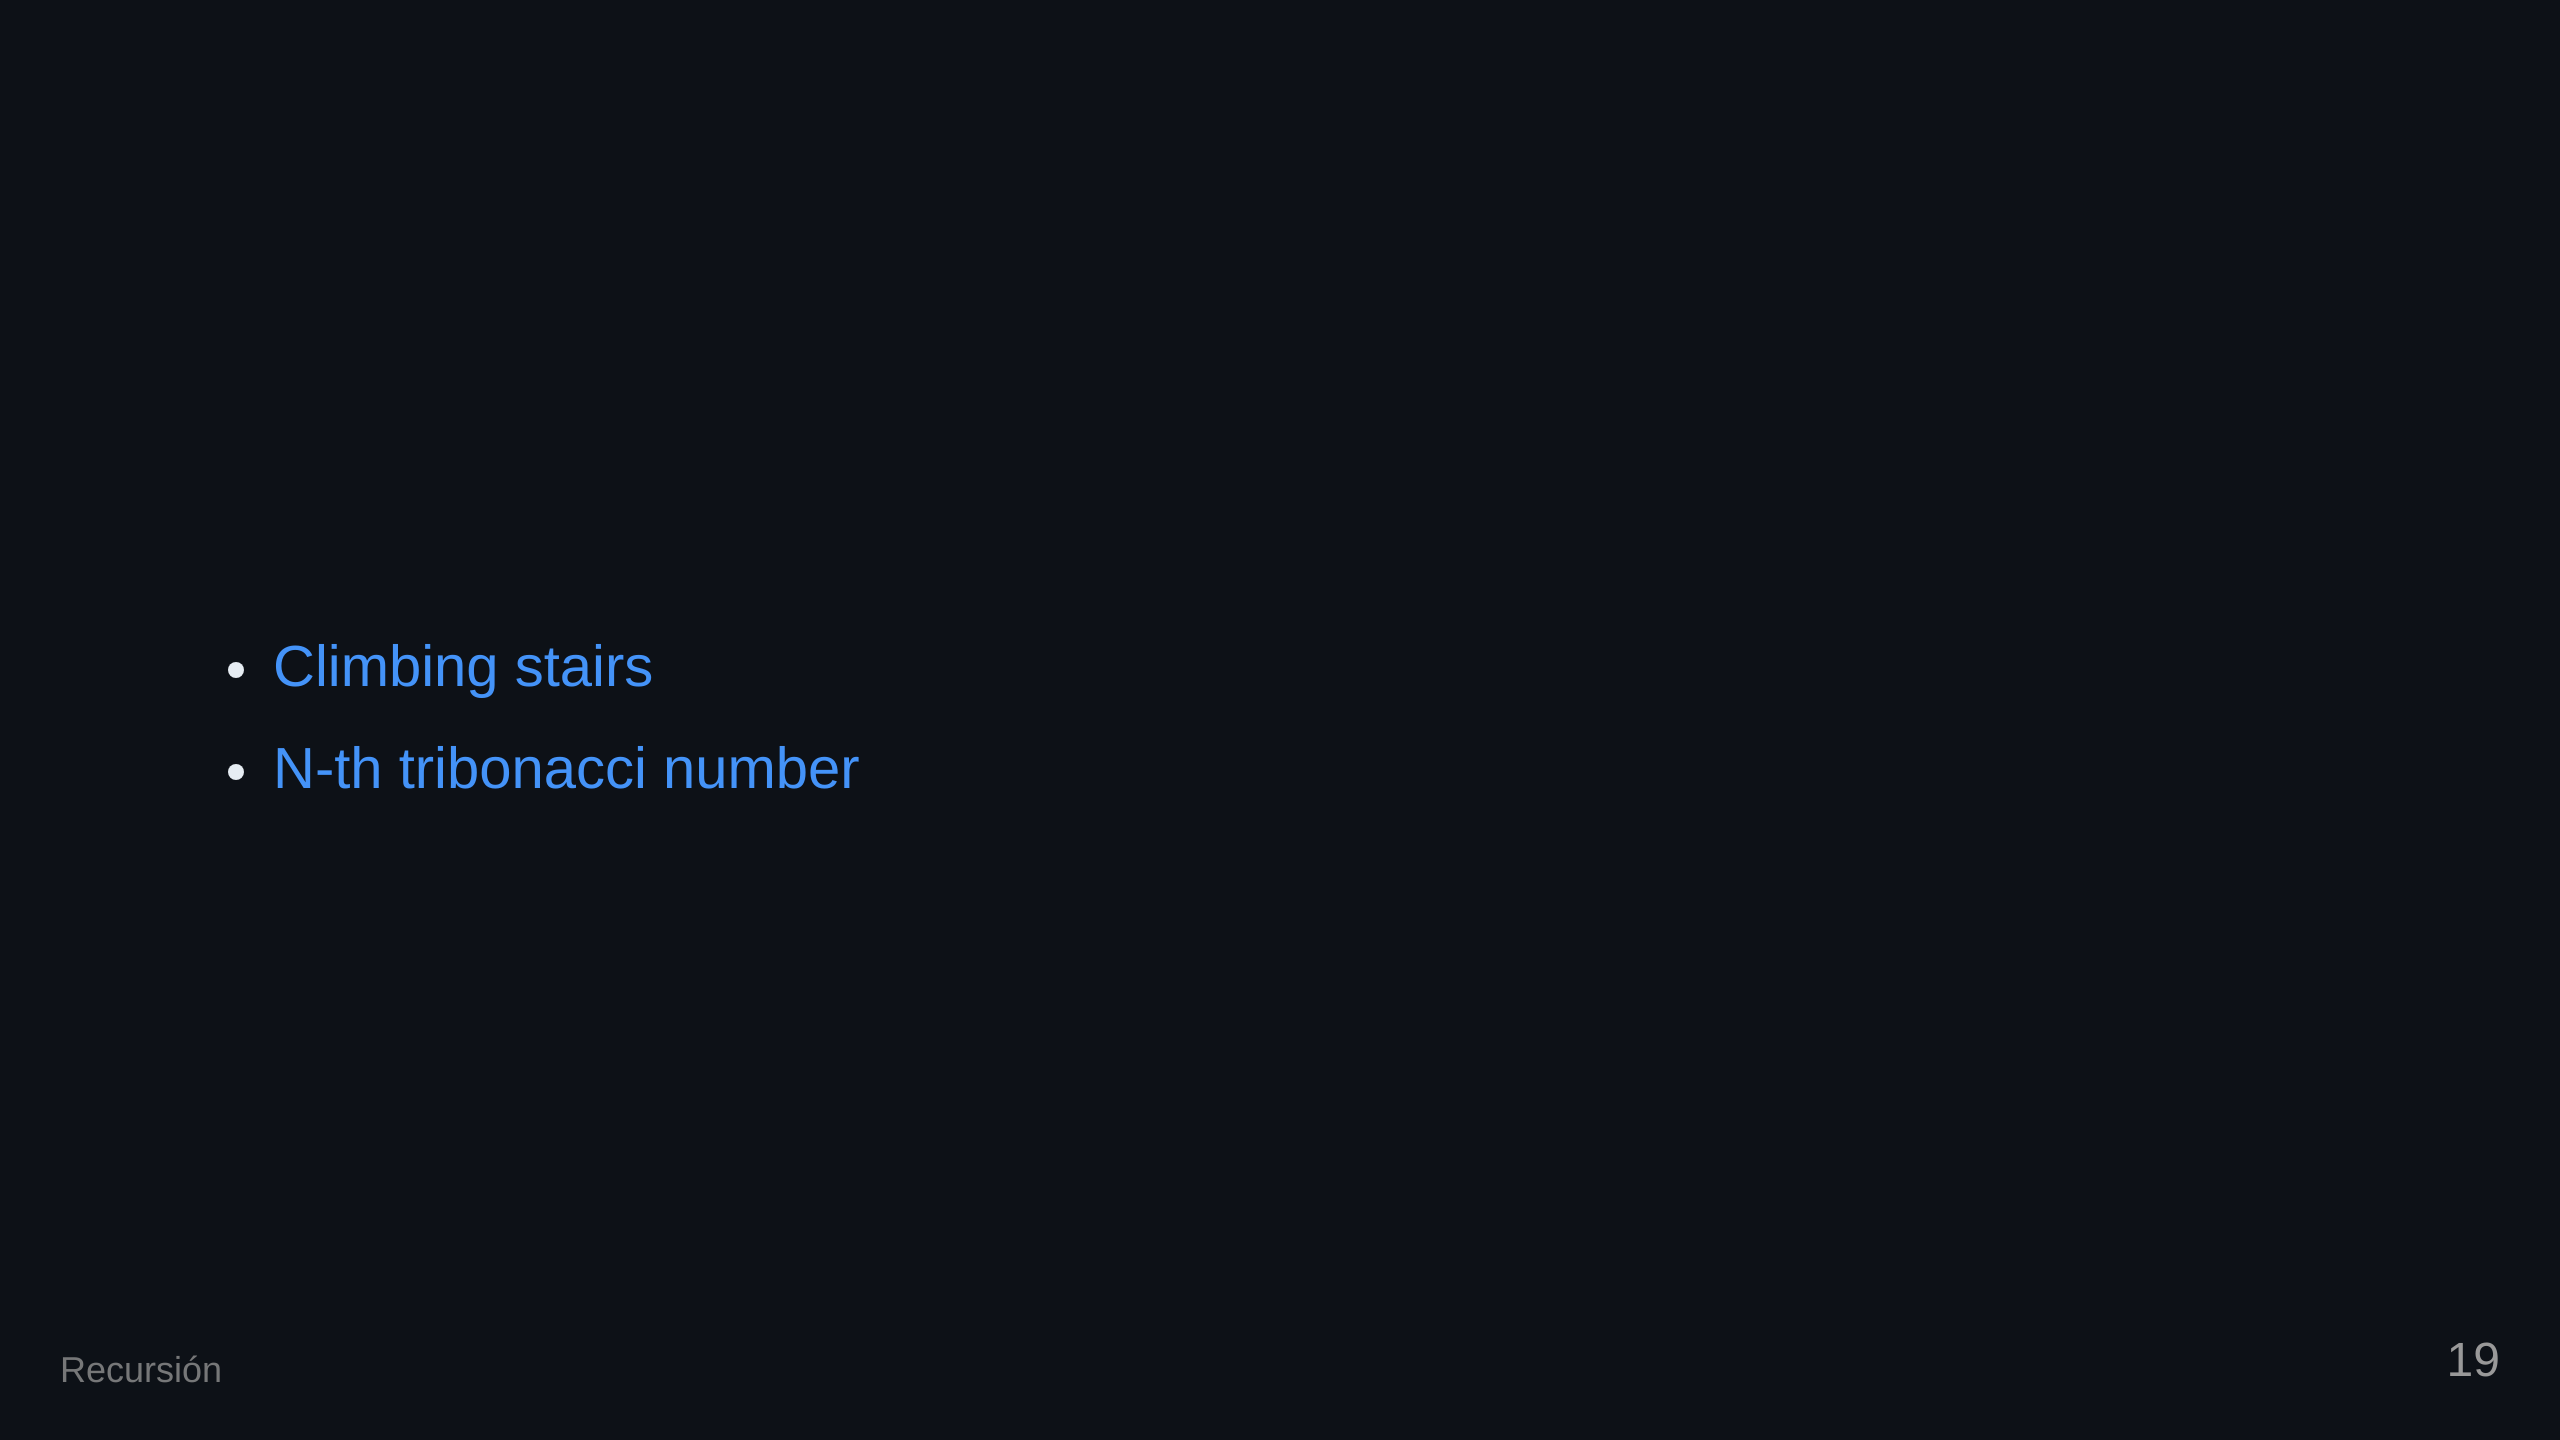 Climbing stairs
N-th tribonacci number
Recursión
19